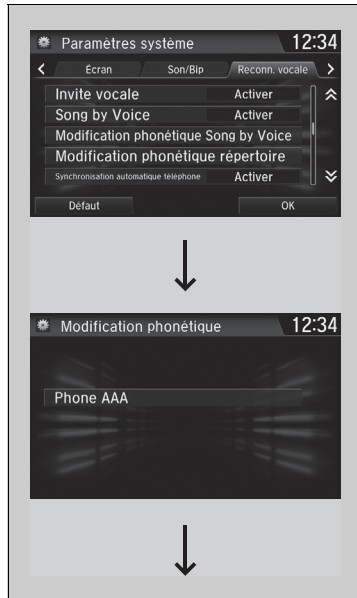 Paramètres système 12:34
Écran Son/Bip Reconn. vocale
Invite vocale Activer
Song by Voice Activer
Modification phonétique Song by Voice
Modification phonétique répertoire
Synchronisation automatique téléphone Activer
Défaut OK
Modification phonétique 12:34
Phone AAA